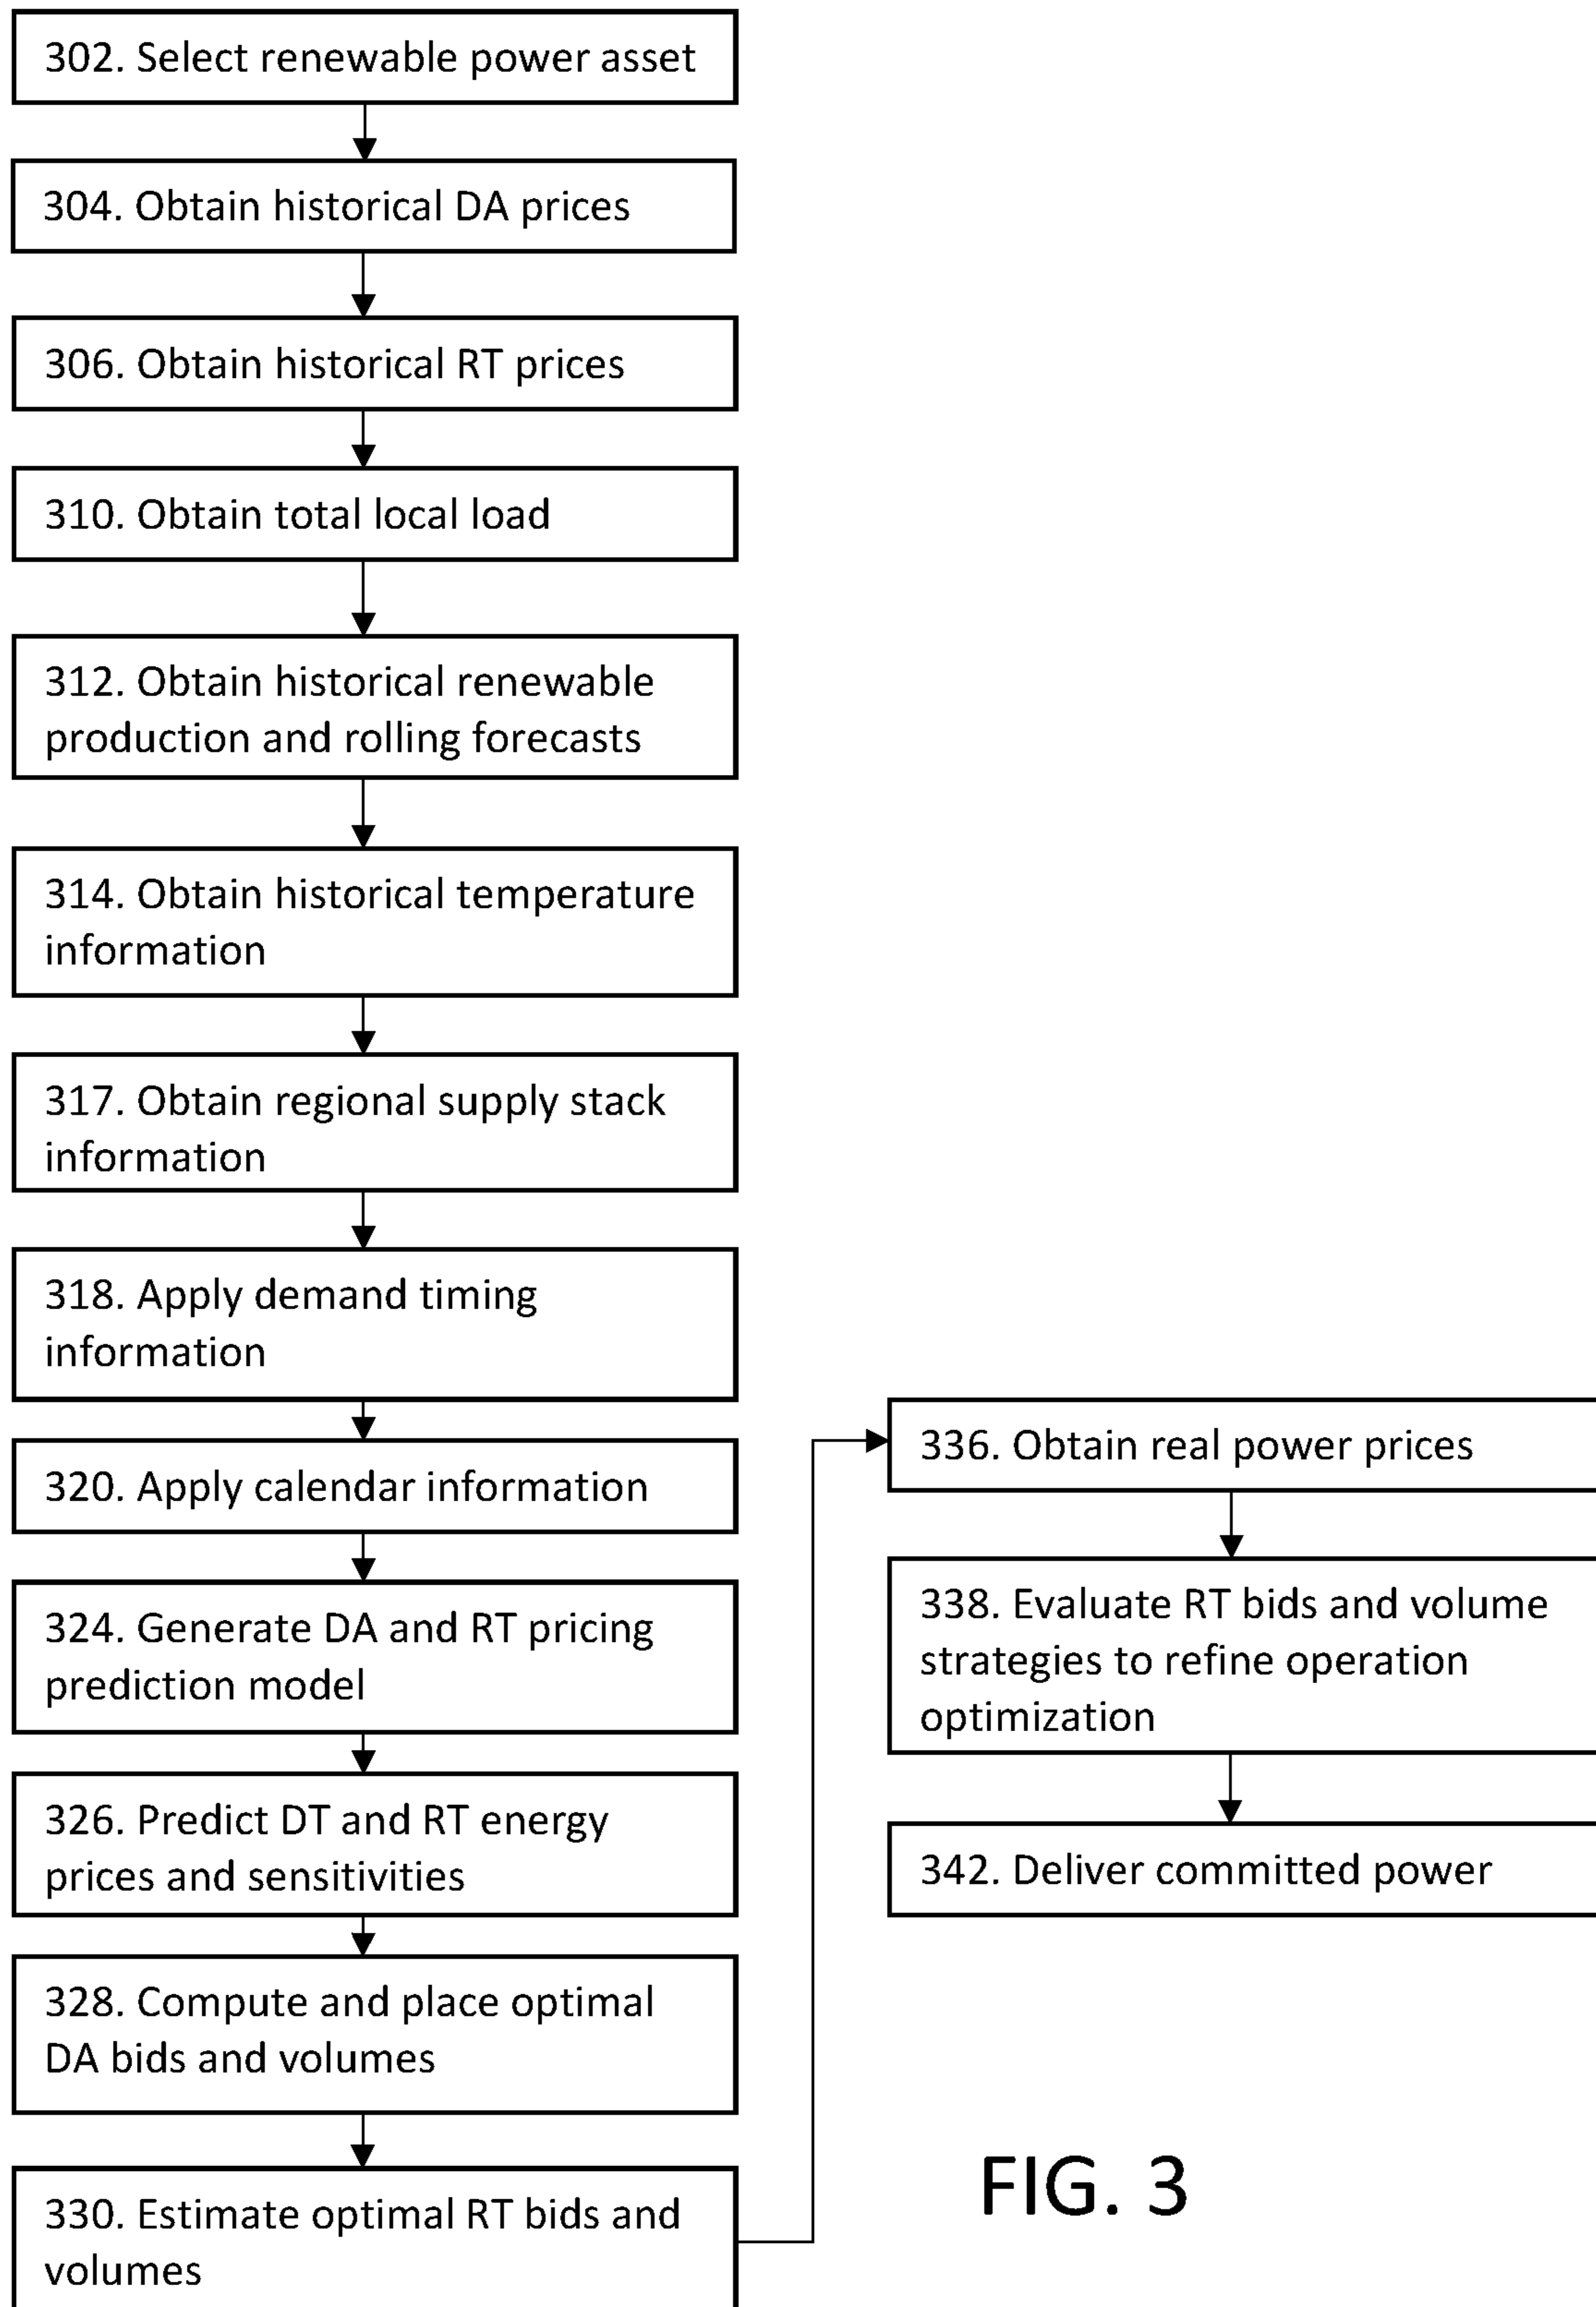 302. Select renewable power asset
304. Obtain historical DA prices
306. Obtain historical RT prices
310. Obtain total local load
312. Obtain historical renewable
production and rolling forecasts
314. Obtain historical temperature
information
317. Obtain regional supply stack
information
318. Apply demand timing
information
320. Apply calendar information
324. Generate DA and RT pricing
prediction model
326. Predict DT and RT energy
prices and sensitivities
328. Compute and place optimal
DA bids and volumes
330. Estimate optimal RT bids and
volumes
336. Obtain real power prices
338. Evaluate RT bids and volume
strategies to refine operation
optimization
342. Deliver committed power
FIG. 3